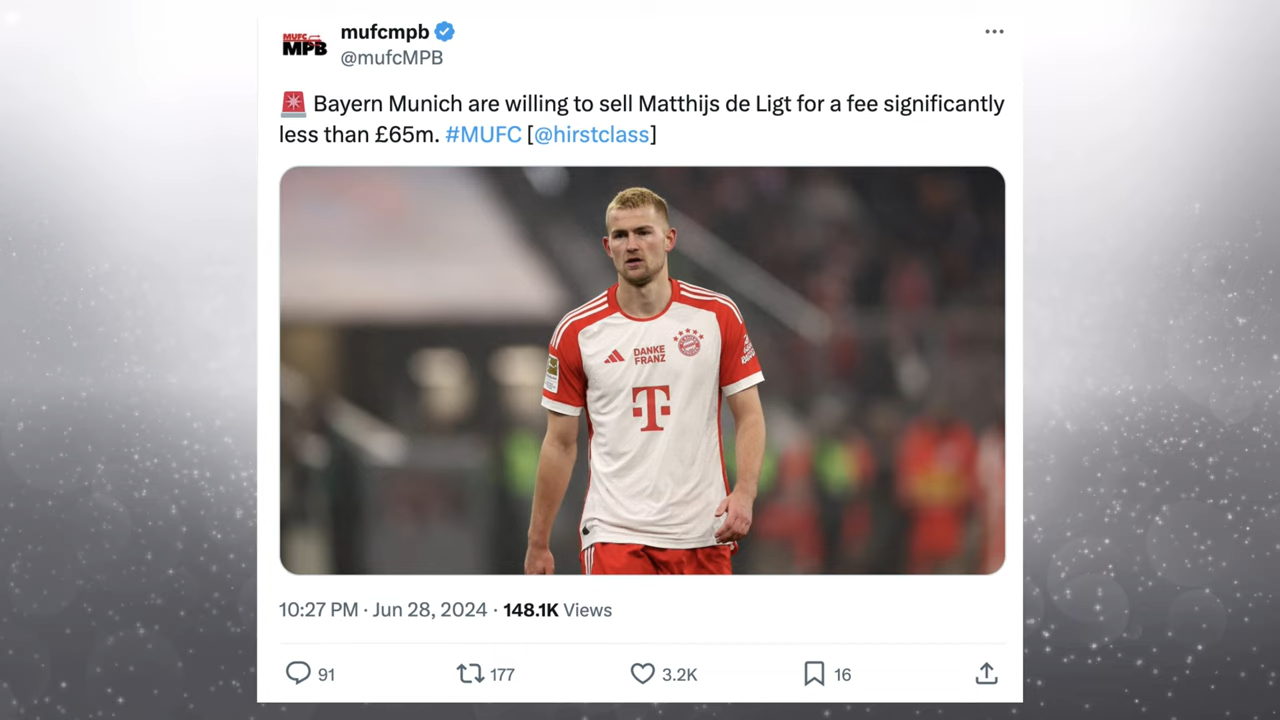 MUFC
MPB
mufcmpb
@mufcMPB
🚨 Bayern Munich are willing to sell Matthijs de Ligt for a fee significantly
less than £65m. #MUFC [@hirstclass]
DANKE
FRANZ
T
10:27 PM · Jun 28, 2024 · 148.1K Views
91
177
3.2K
16